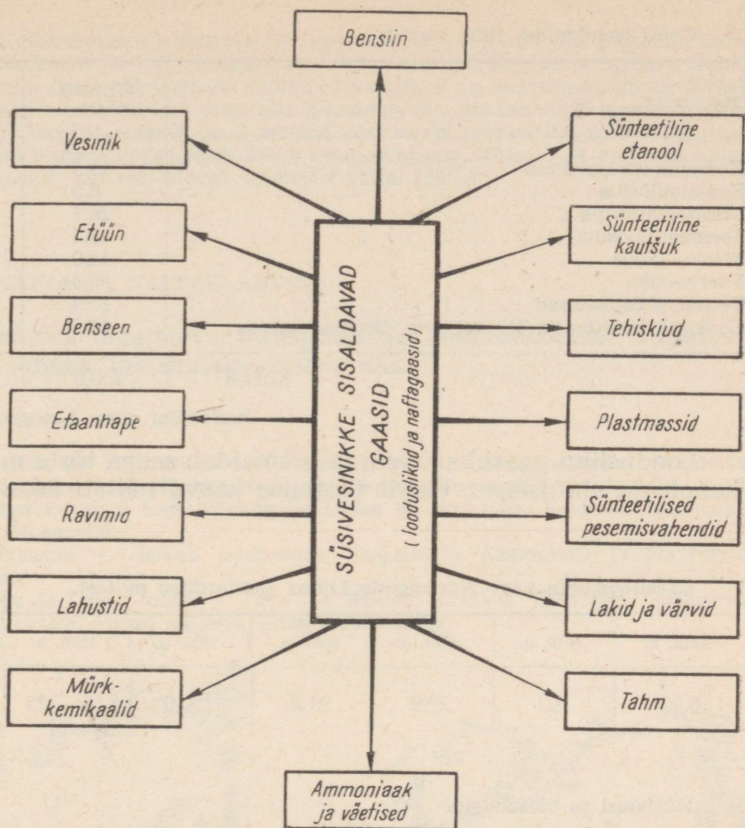 Bensiin
Vesinik
Sünteetiline
etanool
Etüün
Sünteetiline
kautšuk
Benseen
Tehiskiud
Etaanhape
Plastmassid
Ravimid
Sünteetilised
pesemisvahendid
Lahustid
Lakid ja värvid
Mürk-
kemikaalid
Tahm
Ammoniaak
ja väetised
SÜSIVESINIKKE SISALDAVAD
GAASID
(looduslikud ja naftagaasid)